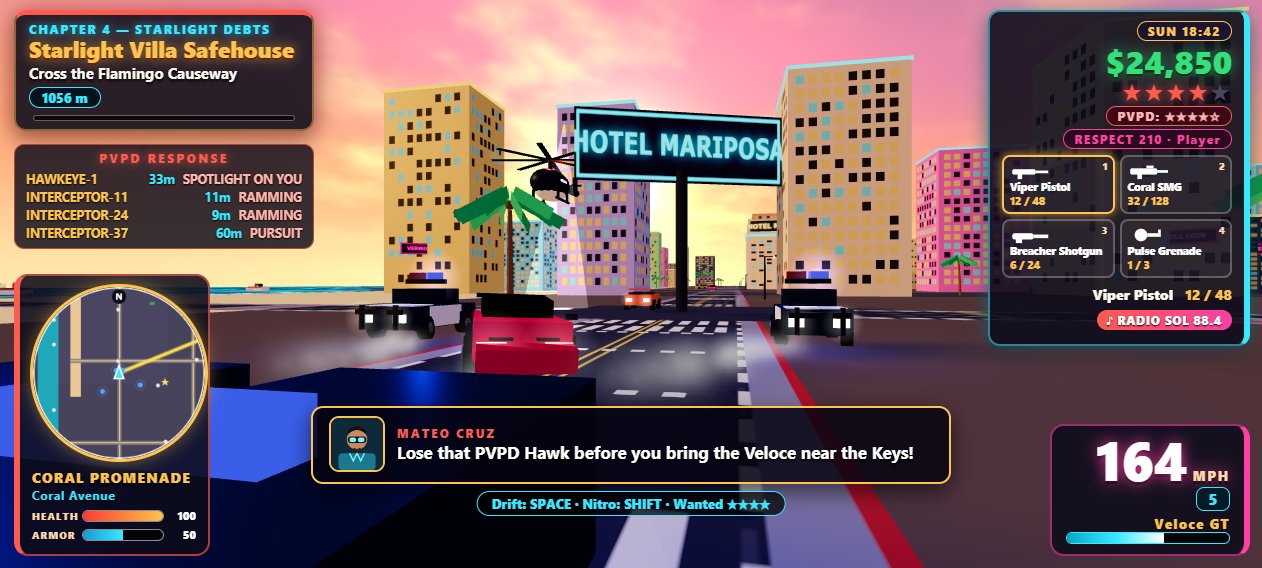 CHAPTER 4 — STARLIGHT DEBTS
Starlight Villa Safehouse
Cross the Flamingo Causeway
1056 m
PVPD RESPONSE
HAWKEYE-1 33m SPOTLIGHT ON YOU
INTERCEPTOR-11 11m RAMMING
INTERCEPTOR-24 9m RAMMING
INTERCEPTOR-37 60m PURSUIT
N
CORAL PROMENADE
Coral Avenue
HEALTH 100
ARMOR 50
HOTEL MARIPOSA
HOTEL M
SUN 18:42
$24,850
★★★★★
PVPD: ★★★★☆
RESPECT 210 · Player
1
Viper Pistol
12 / 48
2
Coral SMG
32 / 128
3
Breacher Shotgun
6 / 24
4
Pulse Grenade
1 / 3
Viper Pistol 12 / 48
♪ RADIO SOL 88.4
MATEO CRUZ
Lose that PVPD Hawk before you bring the Veloce near the Keys!
Drift: SPACE · Nitro: SHIFT · Wanted ★★★★
164 MPH
5
Veloce GT